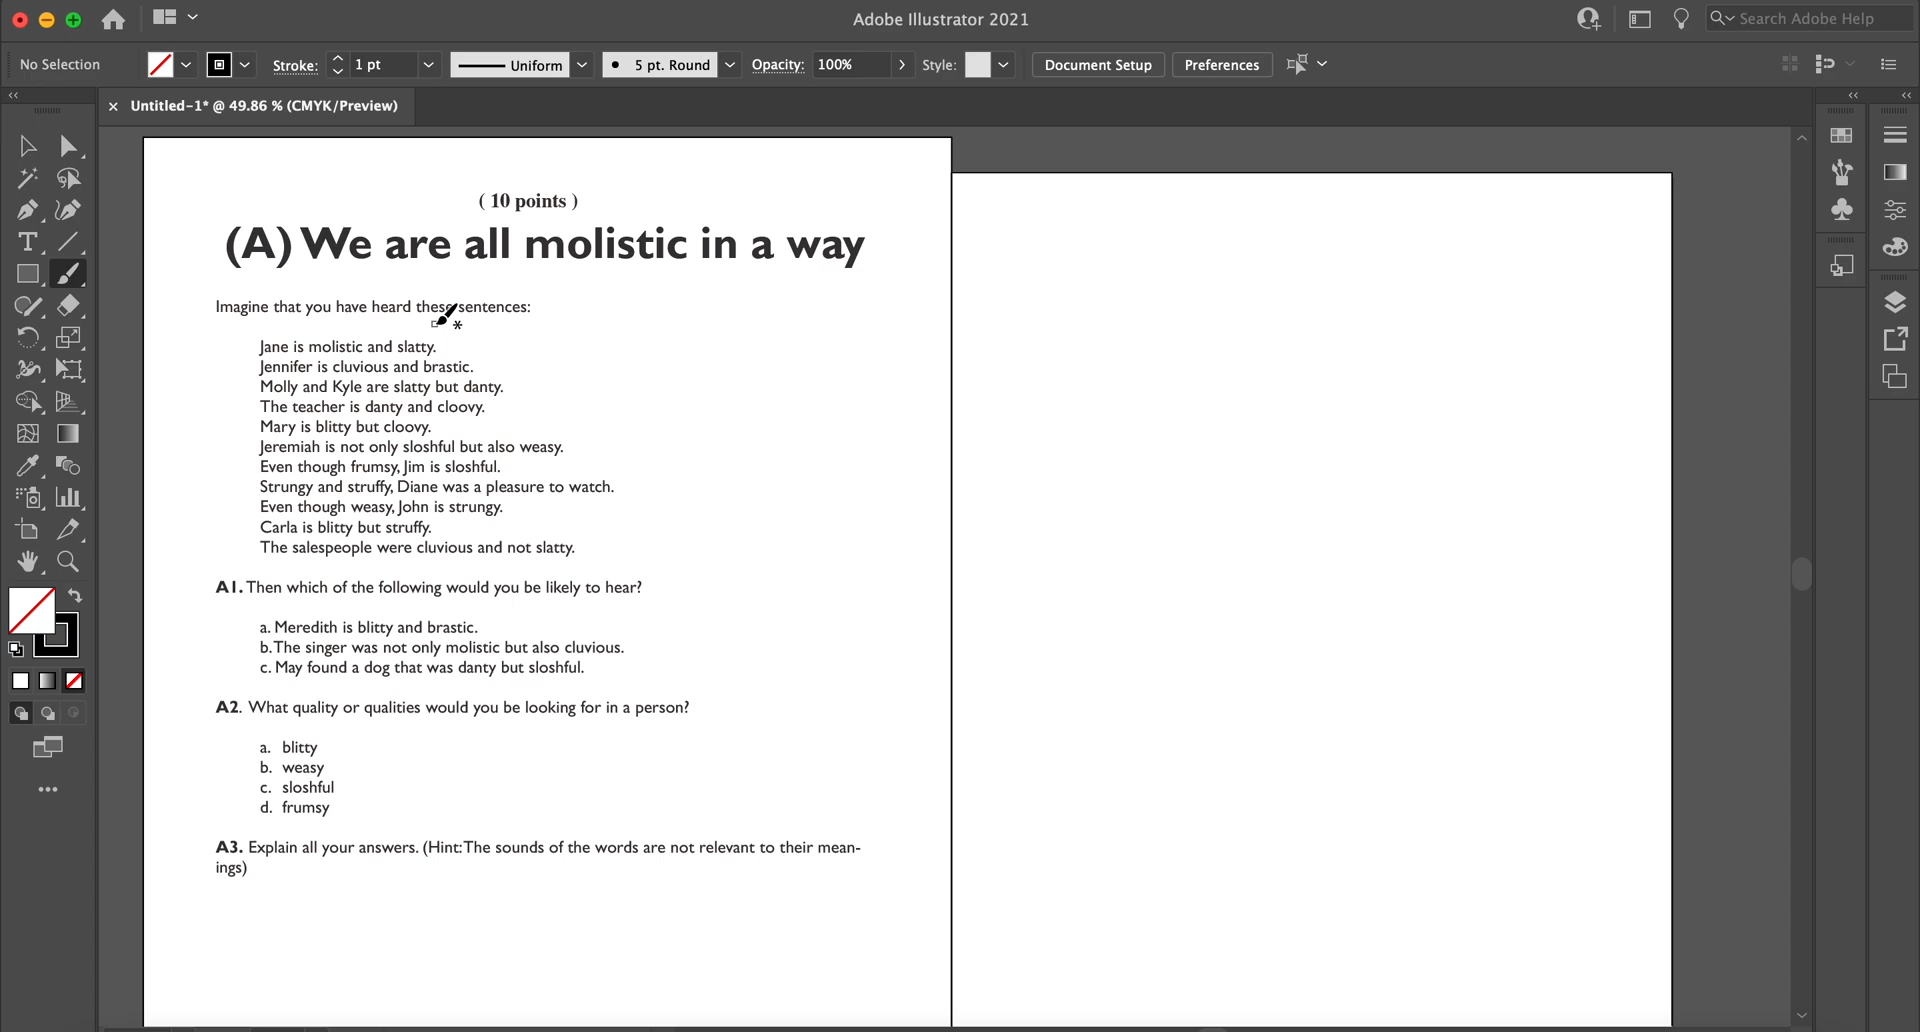 Adobe Illustrator 2021
Search Adobe Help
No Selection
Stroke:
1 pt
Uniform
5 pt. Round
Opacity:
100%
Style:
Document Setup
Preferences
Untitled-1* @ 49.86 % (CMYK/Preview)
( 10 points )
(A) We are all molistic in a way
Imagine that you have heard these sentences:
Jane is molistic and slatty.
Jennifer is cluvious and brastic.
Molly and Kyle are slatty but danty.
The teacher is danty and cloovy.
Mary is blitty but cloovy.
Jeremiah is not only sloshful but also weasy.
Even though frumsy, Jim is sloshful.
Strungy and struffy, Diane was a pleasure to watch.
Even though weasy, John is strungy.
Carla is blitty but struffy.
The salespeople were cluvious and not slatty.
A1. Then which of the following would you be likely to hear?
a. Meredith is blitty and brastic.
b. The singer was not only molistic but also cluvious.
c. May found a dog that was danty but sloshful.
A2. What quality or qualities would you be looking for in a person?
a. blitty
b. weasy
c. sloshful
d. frumsy
A3. Explain all your answers. (Hint: The sounds of the words are not relevant to their mean-
ings)